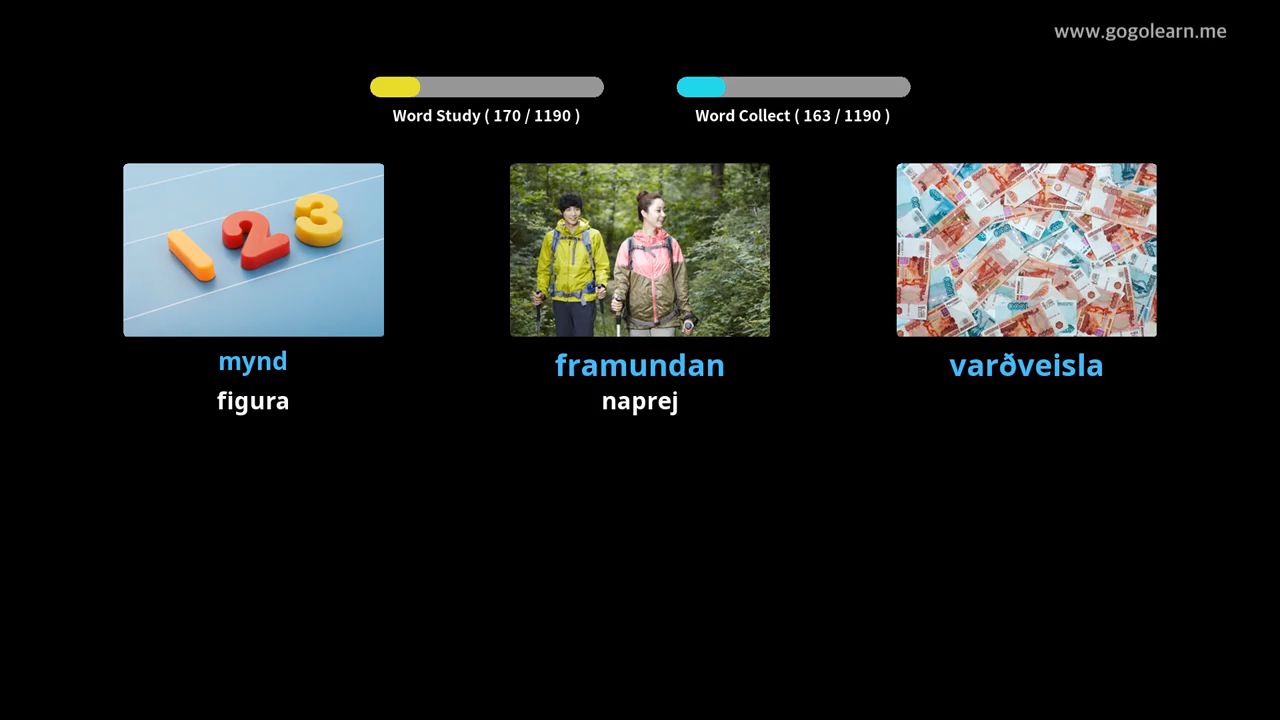 www.gogolearn.me
Word Study ( 170 / 1190 )
Word Collect ( 163 / 1190 )
mynd
framundan
varðveisla
figura
naprej